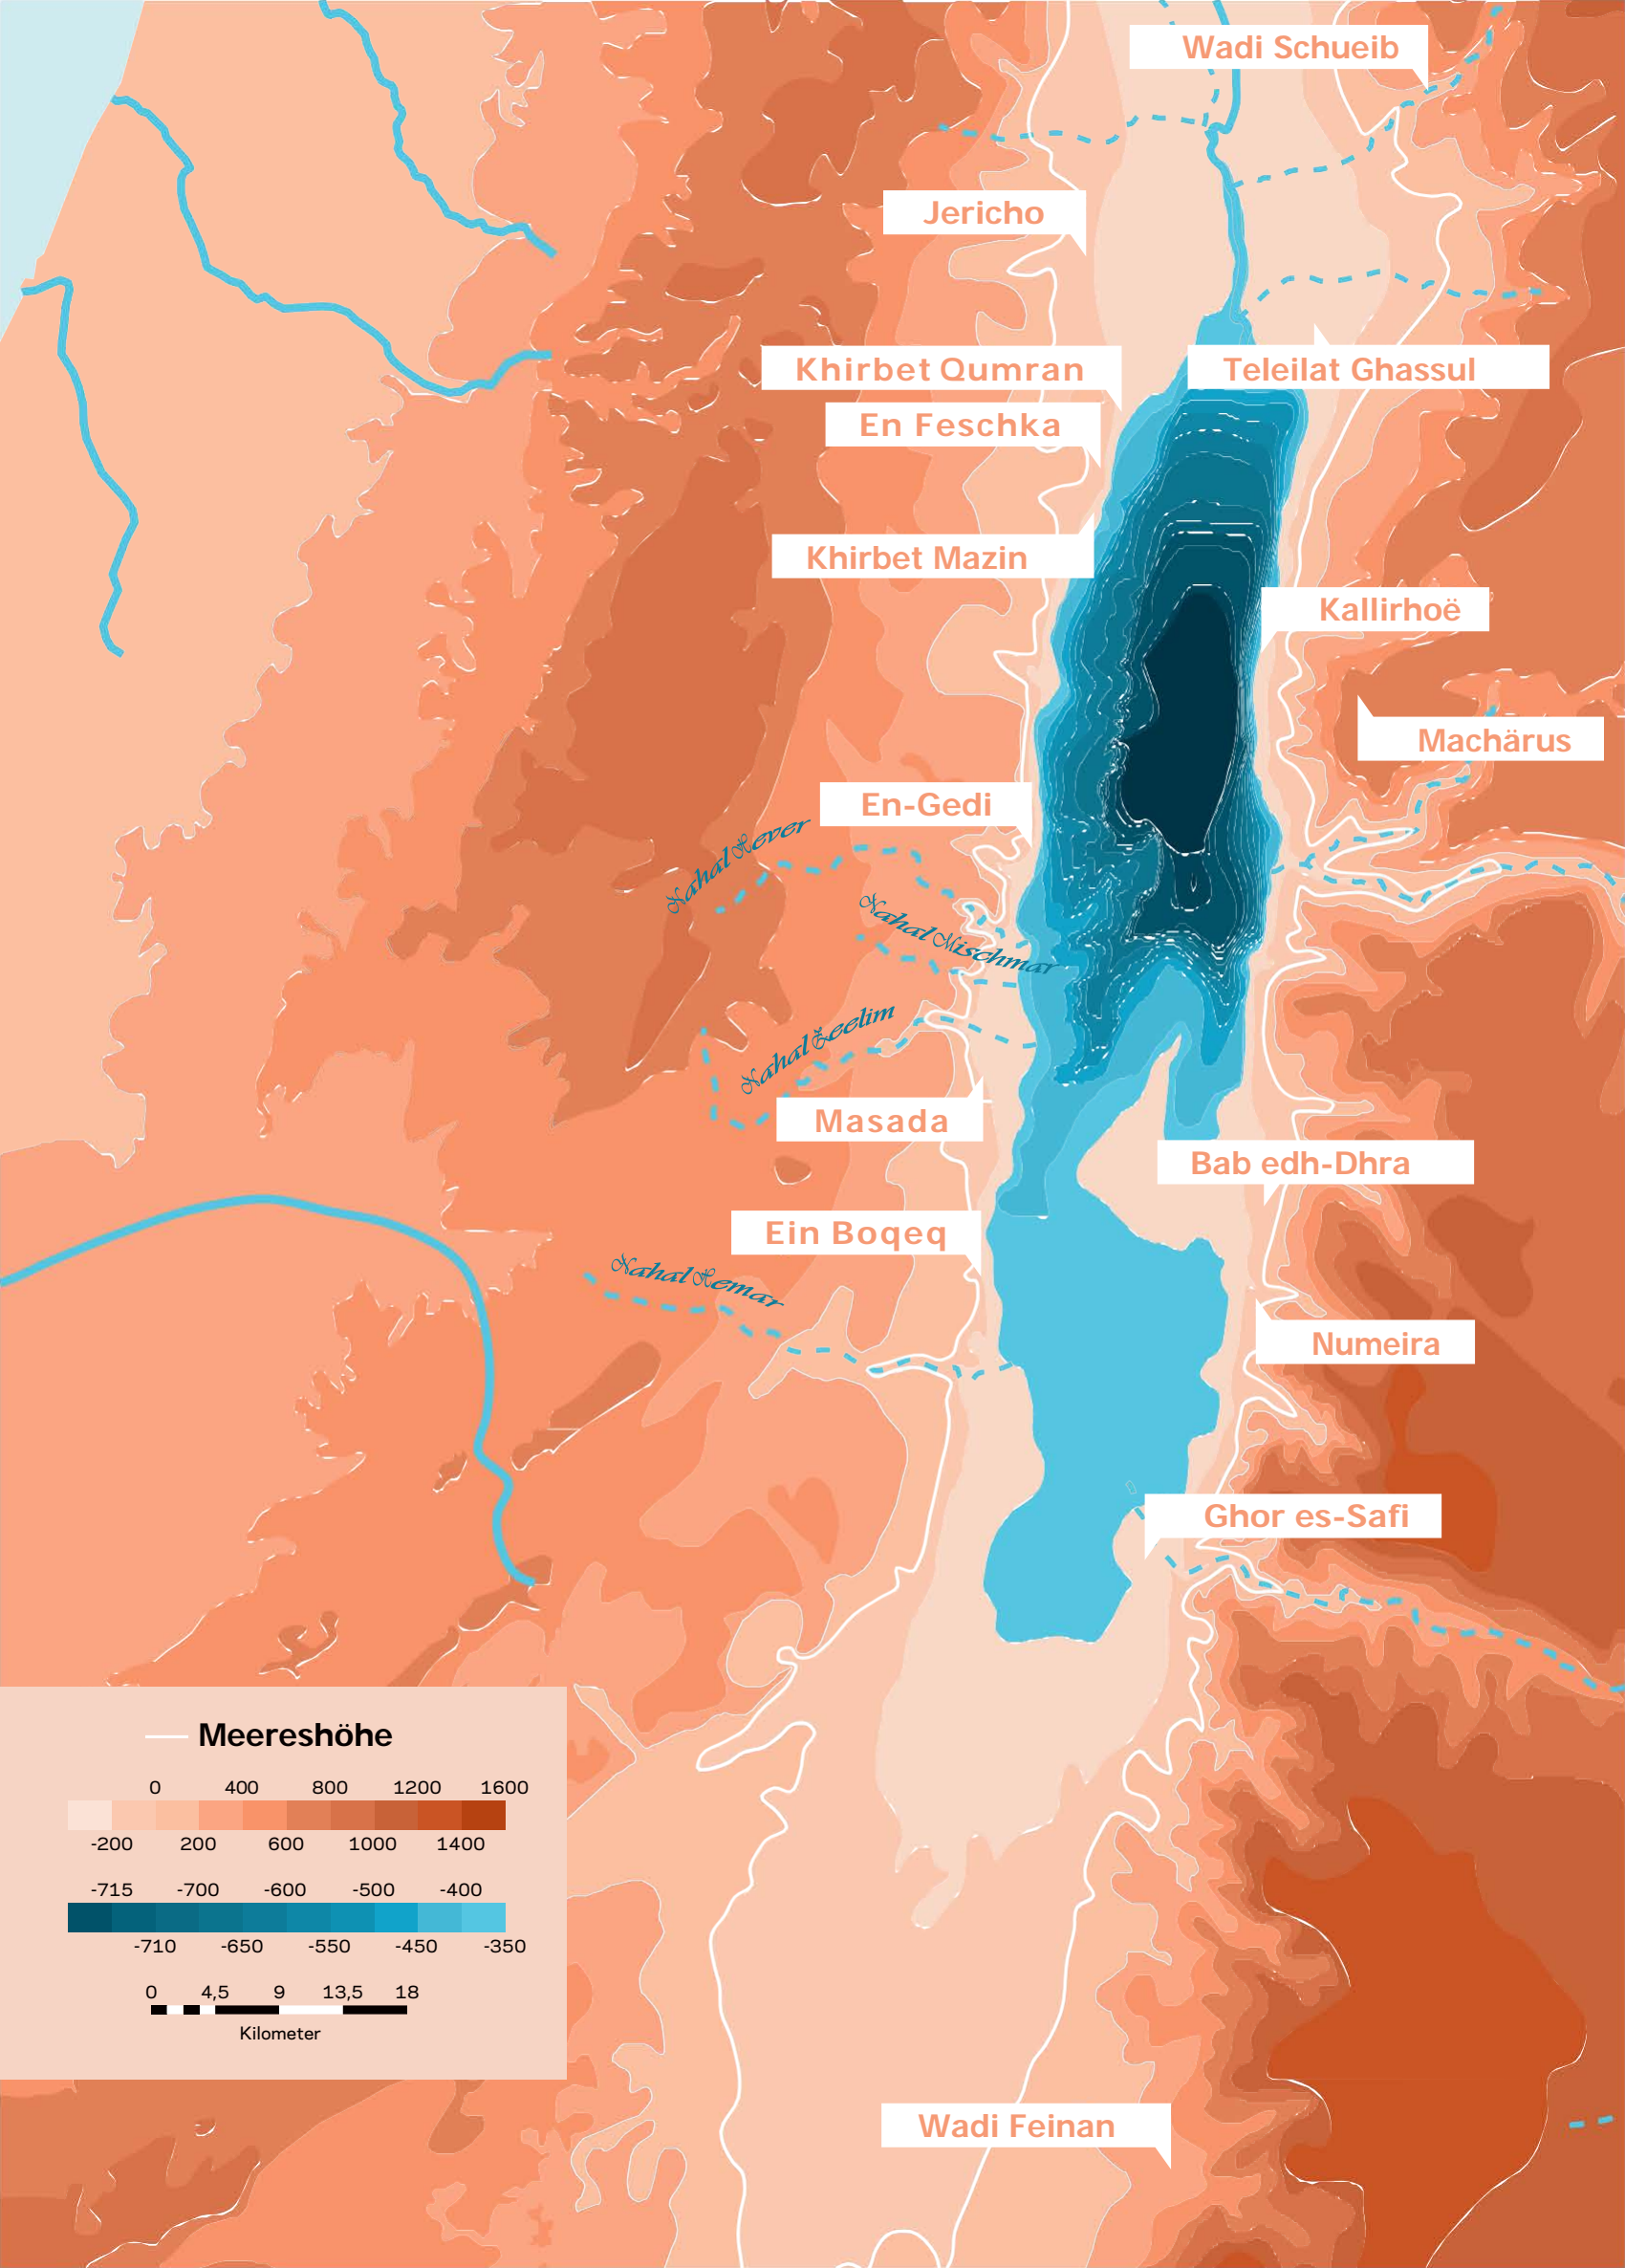 Wadi Schueib
Jericho
Khirbet Qumran
Teleilat Ghassul
En Feschka
Khirbet Mazin
Kallirhoë
Machärus
En-Gedi
Nahal Hever
Nahal Mischmar
Nahal Zeelim
Masada
Bab edh-Dhra
Ein Boqeq
Nahal Hemar
Numeira
Ghor es-Safi
Meereshöhe
0 400 800 1200 1600
-200 200 600 1000 1400
-715 -700 -600 -500 -400
-710 -650 -550 -450 -350
0 4,5 9 13,5 18
Kilometer
Wadi Feinan